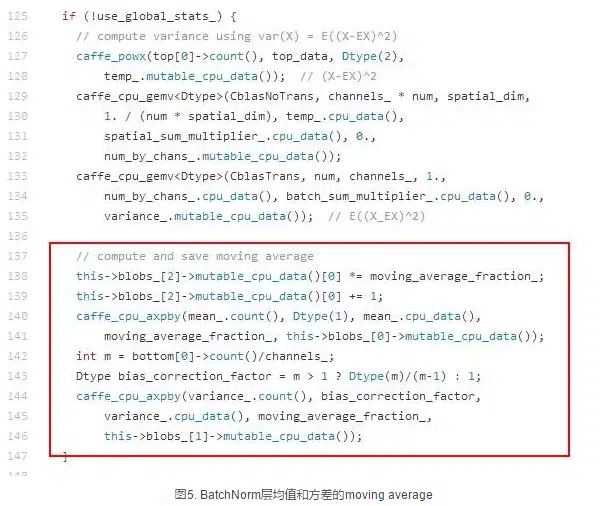 125 if (!use_global_stats_) {
126 // compute variance using var(X) = E((X-EX)^2)
127 caffe_powx(top[0]->count(), top_data, Dtype(2),
128 temp_.mutable_cpu_data());  // (X-EX)^2
129 caffe_cpu_gemv<Dtype>(CblasNoTrans, channels_ * num, spatial_dim,
130 1. / (num * spatial_dim), temp_.cpu_data(),
131 spatial_sum_multiplier_.cpu_data(), 0.,
132 num_by_chans_.mutable_cpu_data());
133 caffe_cpu_gemv<Dtype>(CblasTrans, num, channels_, 1.,
134 num_by_chans_.cpu_data(), batch_sum_multiplier_.cpu_data(), 0.,
135 variance_.mutable_cpu_data());  // E((X_EX)^2)
136
137 // compute and save moving average
138 this->blobs_[2]->mutable_cpu_data()[0] *= moving_average_fraction_;
139 this->blobs_[2]->mutable_cpu_data()[0] += 1;
140 caffe_cpu_axpby(mean_.count(), Dtype(1), mean_.cpu_data(),
141 moving_average_fraction_, this->blobs_[0]->mutable_cpu_data());
142 int m = bottom[0]->count()/channels_;
143 Dtype bias_correction_factor = m > 1 ? Dtype(m)/(m-1) : 1;
144 caffe_cpu_axpby(variance_.count(), bias_correction_factor,
145 variance_.cpu_data(), moving_average_fraction_,
146 this->blobs_[1]->mutable_cpu_data());
147 }
148
图5. BatchNorm层均值和方差的moving average